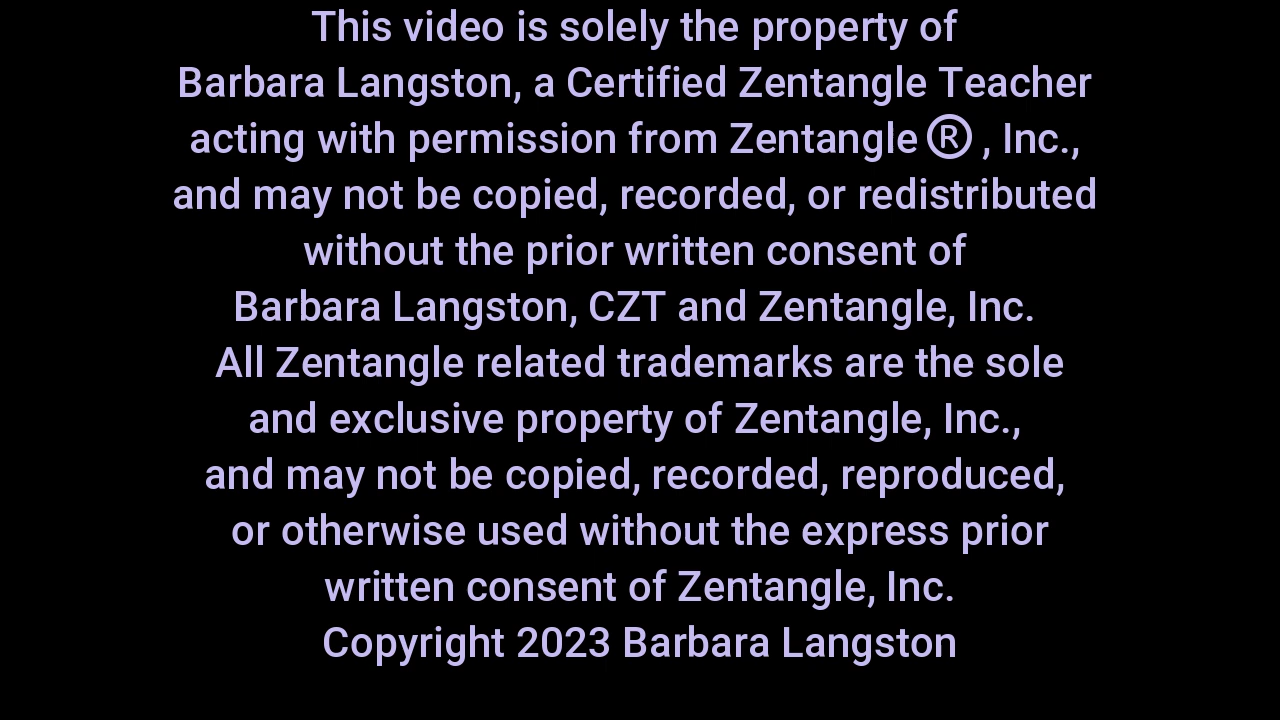 This video is solely the property of
Barbara Langston, a Certified Zentangle Teacher
acting with permission from Zentangle ® , Inc.,
and may not be copied, recorded, or redistributed
without the prior written consent of
Barbara Langston, CZT and Zentangle, Inc.
All Zentangle related trademarks are the sole
and exclusive property of Zentangle, Inc.,
and may not be copied, recorded, reproduced,
or otherwise used without the express prior
written consent of Zentangle, Inc.
Copyright 2023 Barbara Langston